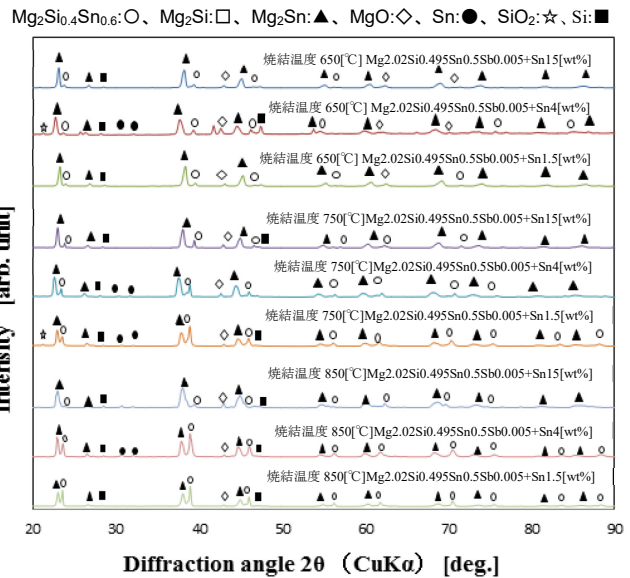 Mg₂Si₀.₄Sn₀.₆:○、Mg₂Si:□、Mg₂Sn:▲、MgO:◇、Sn:●、SiO₂:☆、Si:■
焼結温度 650[℃] Mg2.02Si0.495Sn0.5Sb0.005+Sn15[wt%]
焼結温度 650[℃] Mg2.02Si0.495Sn0.5Sb0.005+Sn4[wt%]
焼結温度 650[℃] Mg2.02Si0.495Sn0.5Sb0.005+Sn1.5[wt%]
焼結温度 750[℃]Mg2.02Si0.495Sn0.5Sb0.005+Sn15[wt%]
焼結温度 750[℃]Mg2.02Si0.495Sn0.5Sb0.005+Sn4[wt%]
焼結温度 750[℃]Mg2.02Si0.495Sn0.5Sb0.005+Sn1.5[wt%]
焼結温度 850[℃]Mg2.02Si0.495Sn0.5Sb0.005+Sn15[wt%]
焼結温度 850[℃]Mg2.02Si0.495Sn0.5Sb0.005+Sn4[wt%]
焼結温度 850[℃]Mg2.02Si0.495Sn0.5Sb0.005+Sn1.5[wt%]
Intensity [arb. unit]
20 30 40 50 60 70 80 90
Diffraction angle 2θ （CuKα） [deg.]